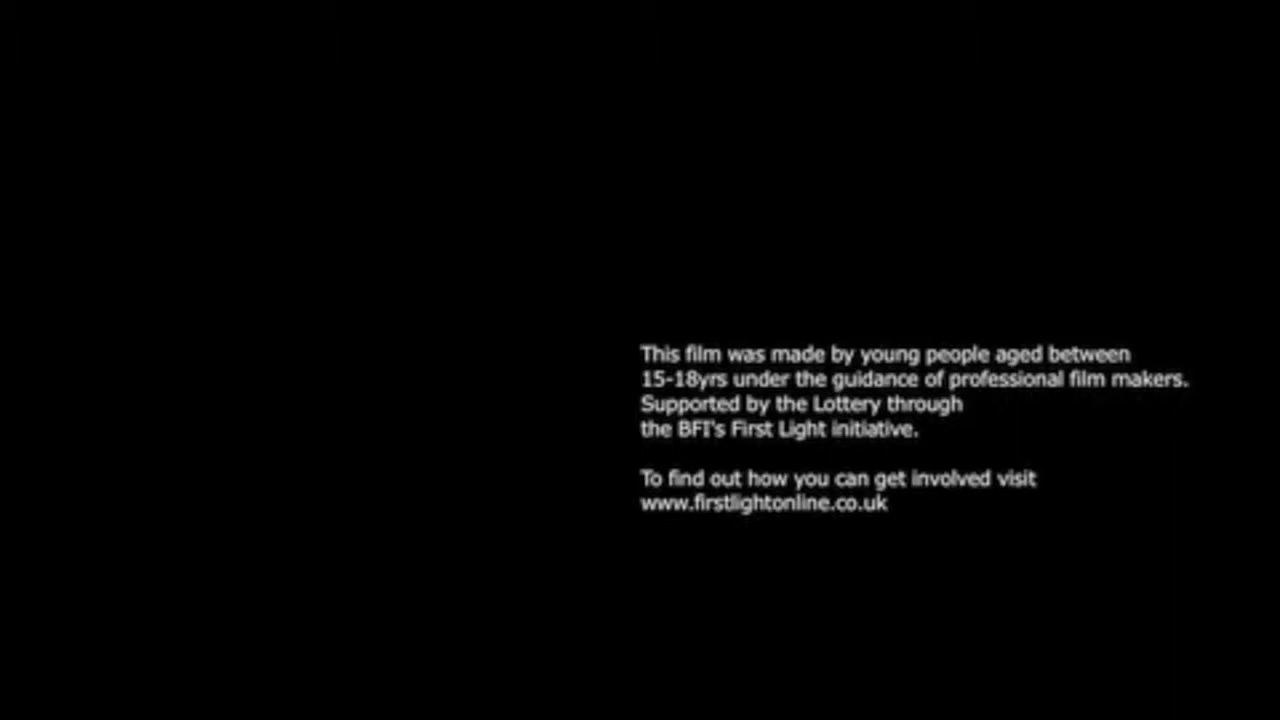 This film was made by young people aged between
15-18yrs under the guidance of professional film makers.
Supported by the Lottery through
the BFI's First Light initiative.
To find out how you can get involved visit
www.firstlightonline.co.uk